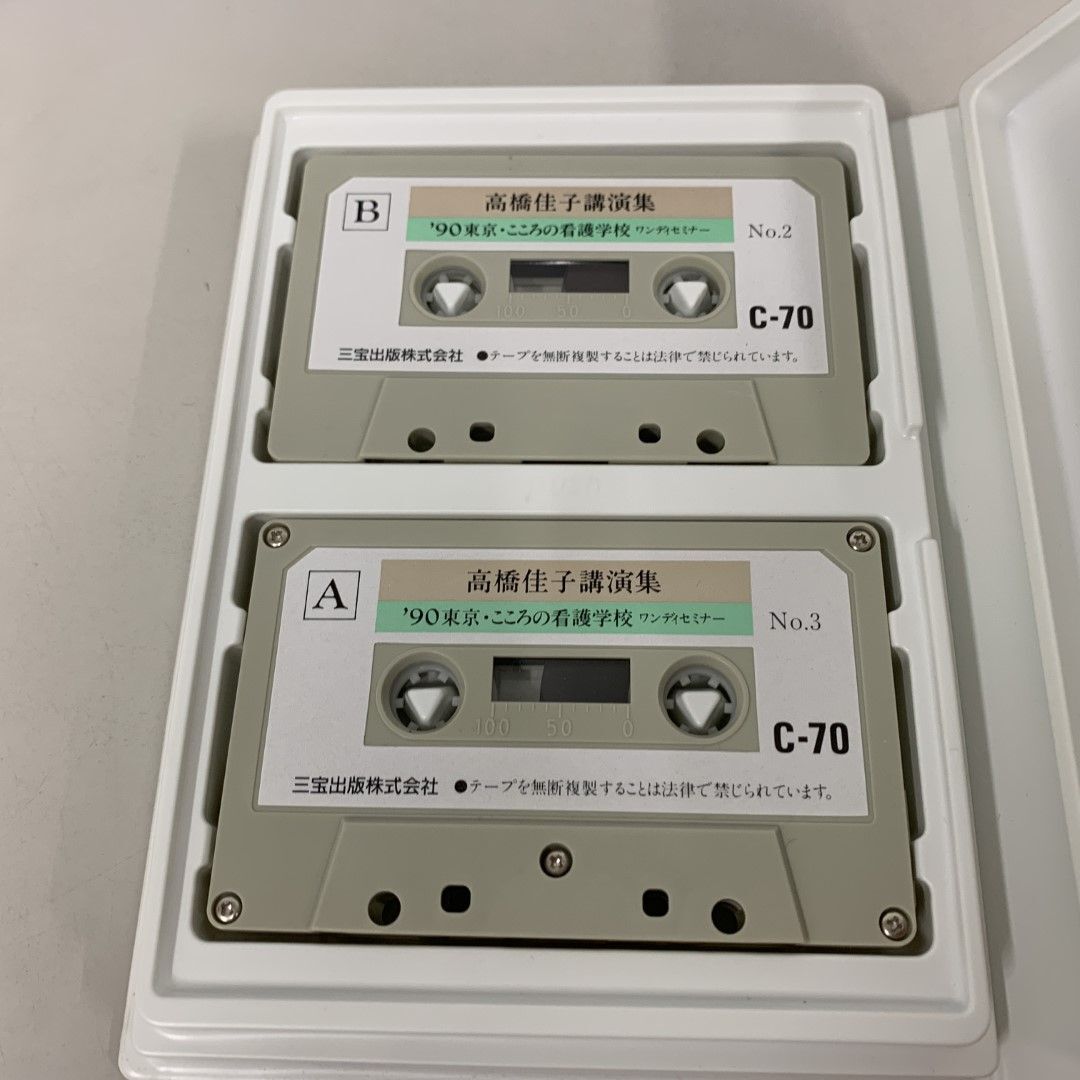 B
高橋佳子講演集
'90東京・こころの看護学校 ワンディセミナー
No.2
100 50 0
C-70
三宝出版株式会社 ●テープを無断複製することは法律で禁じられています。
A
高橋佳子講演集
'90東京・こころの看護学校 ワンディセミナー
No.3
100 50 0
C-70
三宝出版株式会社 ●テープを無断複製することは法律で禁じられています。